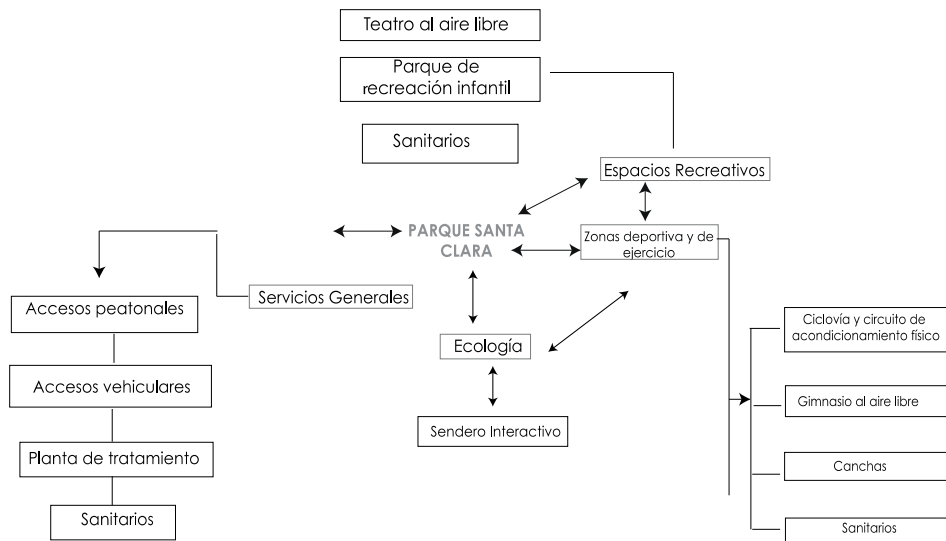 Teatro al aire libre
Parque de
recreación infantil
Sanitarios
Espacios Recreativos
PARQUE SANTA
CLARA
Zonas deportiva y de
ejercicio
Servicios Generales
Accesos peatonales
Accesos vehiculares
Planta de tratamiento
Sanitarios
Ecología
Sendero Interactivo
Ciclovía y circuito de
acondicionamiento físico
Gimnasio al aire libre
Canchas
Sanitarios